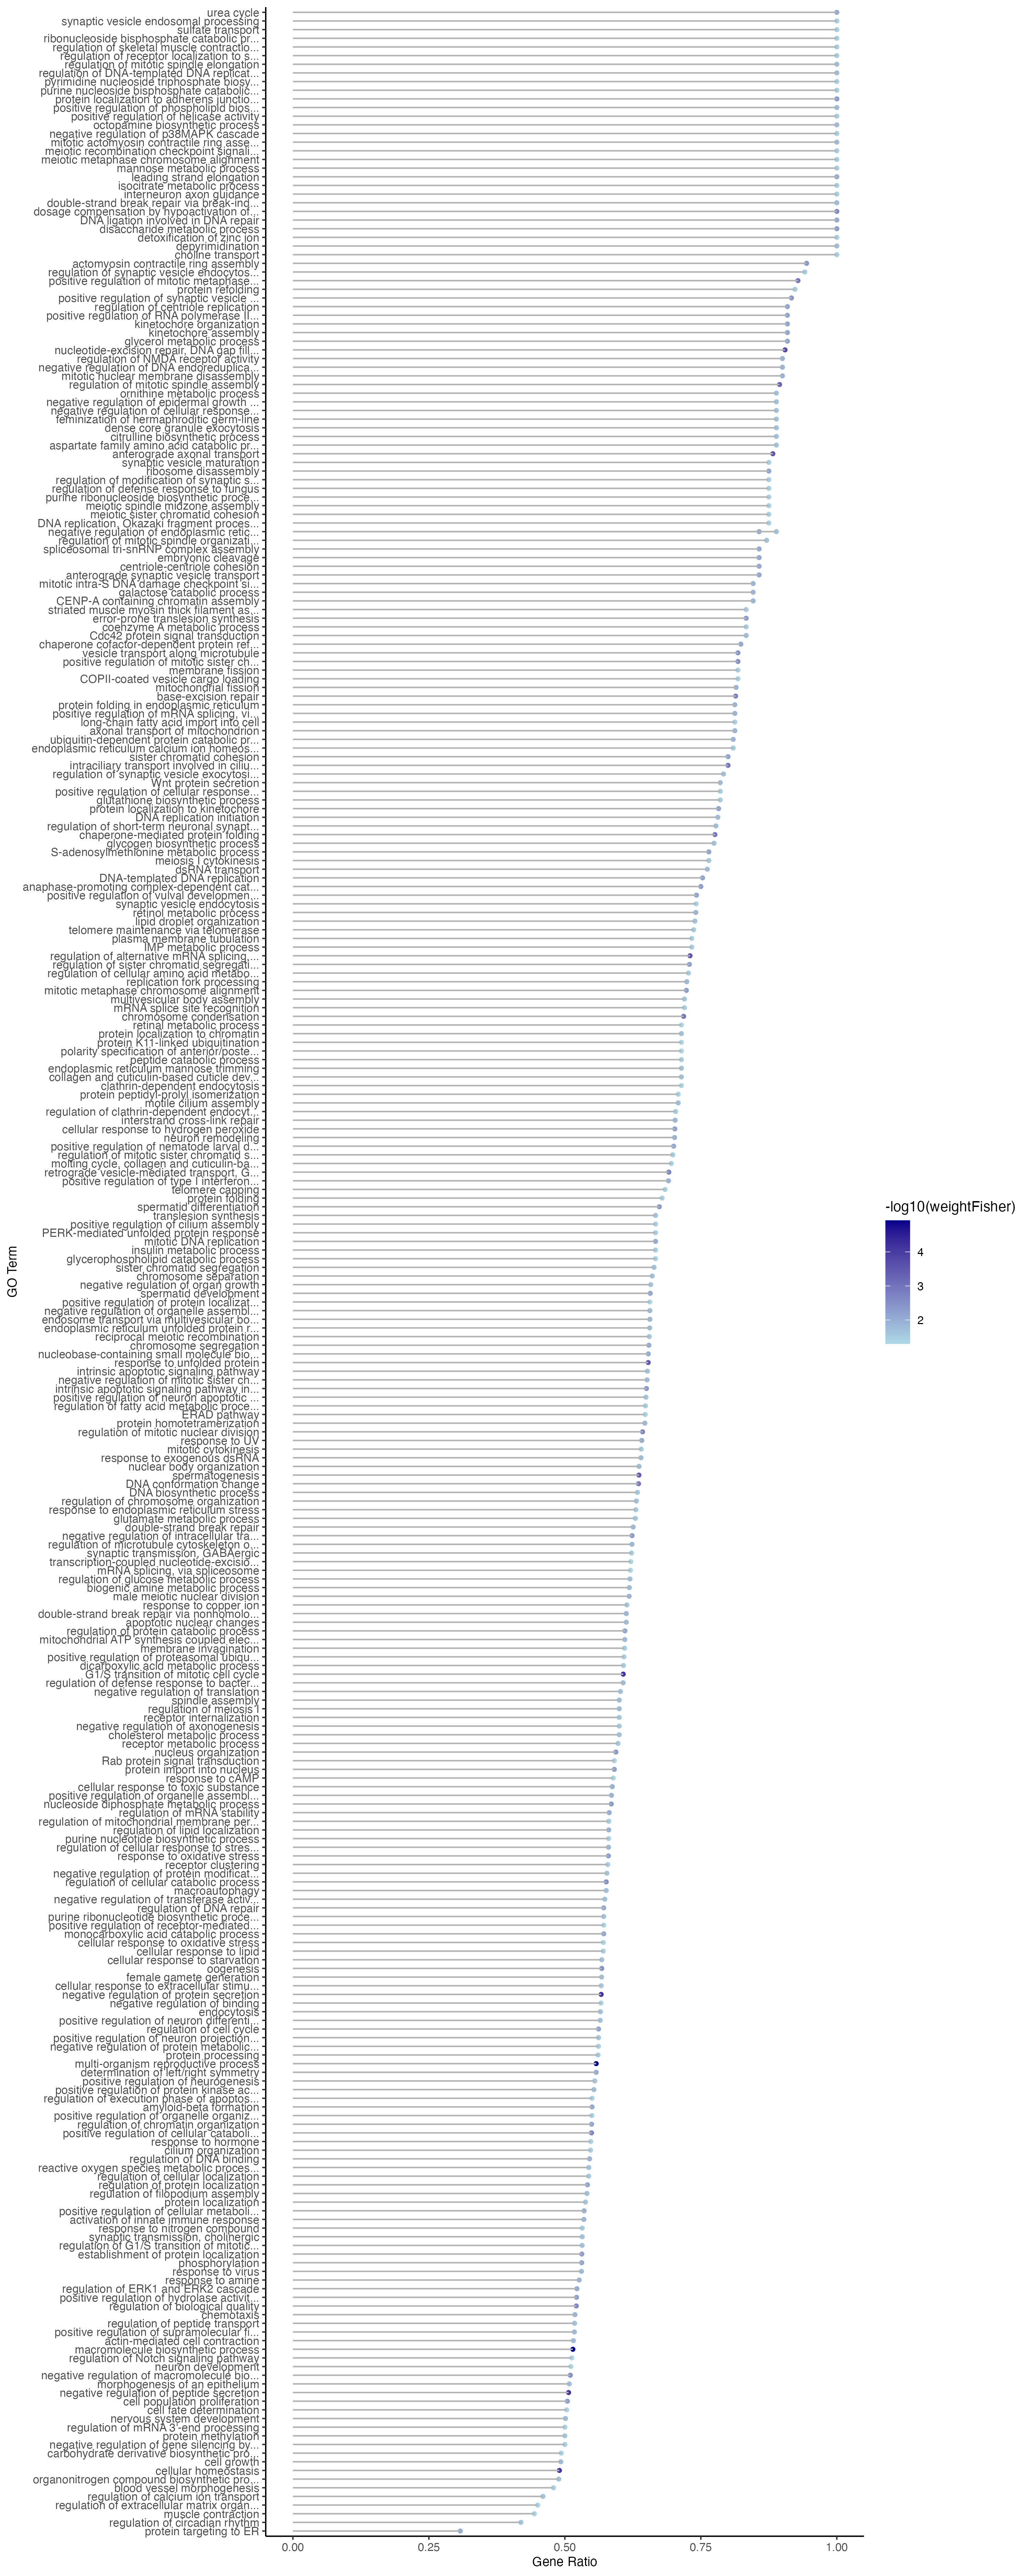 urea cycle
synaptic vesicle endosomal processing
sulfate transport
ribonucleoside bisphosphate catabolic pr...
regulation of skeletal muscle contractio...
regulation of receptor localization to s...
regulation of mitotic spindle elongation
regulation of DNA-templated DNA replicat...
pyrimidine nucleoside triphosphate biosy...
purine nucleoside bisphosphate catabolic...
protein localization to adherens junctio...
positive regulation of phospholipid bios...
positive regulation of helicase activity
octopamine biosynthetic process
negative regulation of p38MAPK cascade
mitotic actomyosin contractile ring asse...
meiotic recombination checkpoint signali...
meiotic metaphase chromosome alignment
mannose metabolic process
leading strand elongation
isocitrate metabolic process
interneuron axon guidance
double-strand break repair via break-ind...
dosage compensation by hypoactivation of...
DNA ligation involved in DNA repair
disaccharide metabolic process
detoxification of zinc ion
depyrimidination
choline transport
actomyosin contractile ring assembly
regulation of synaptic vesicle endocytos...
positive regulation of mitotic metaphase...
protein refolding
positive regulation of synaptic vesicle ...
regulation of centriole replication
positive regulation of RNA polymerase II...
kinetochore organization
kinetochore assembly
glycerol metabolic process
nucleotide-excision repair, DNA gap fill...
regulation of NMDA receptor activity
negative regulation of DNA endoreduplica...
mitotic nuclear membrane disassembly
regulation of mitotic spindle assembly
ornithine metabolic process
negative regulation of epidermal growth ...
negative regulation of cellular response...
feminization of hermaphroditic germ-line
dense core granule exocytosis
citrulline biosynthetic process
aspartate family amino acid catabolic pr...
anterograde axonal transport
synaptic vesicle maturation
ribosome disassembly
regulation of modification of synaptic s...
regulation of defense response to fungus
purine ribonucleoside biosynthetic proce...
meiotic spindle midzone assembly
meiotic sister chromatid cohesion
DNA replication, Okazaki fragment proces...
negative regulation of endoplasmic retic...
regulation of mitotic spindle organizati...
spliceosomal tri-snRNP complex assembly
embryonic cleavage
centriole-centriole cohesion
anterograde synaptic vesicle transport
mitotic intra-S DNA damage checkpoint si...
galactose catabolic process
CENP-A containing chromatin assembly
striated muscle myosin thick filament as...
error-prone translesion synthesis
coenzyme A metabolic process
Cdc42 protein signal transduction
chaperone cofactor-dependent protein ref...
vesicle transport along microtubule
positive regulation of mitotic sister ch...
membrane fission
COPII-coated vesicle cargo loading
mitochondrial fission
base-excision repair
protein folding in endoplasmic reticulum
positive regulation of mRNA splicing, vi...
long-chain fatty acid import into cell
axonal transport of mitochondrion
ubiquitin-dependent protein catabolic pr...
endoplasmic reticulum calcium ion homeos...
sister chromatid cohesion
intraciliary transport involved in ciliu...
regulation of synaptic vesicle exocytosi...
Wnt protein secretion
positive regulation of cellular response...
glutathione biosynthetic process
protein localization to kinetochore
DNA replication initiation
regulation of short-term neuronal synapt...
chaperone-mediated protein folding
glycogen biosynthetic process
S-adenosylmethionine metabolic process
meiosis I cytokinesis
dsRNA transport
DNA-templated DNA replication
anaphase-promoting complex-dependent cat...
positive regulation of vulval developmen...
synaptic vesicle endocytosis
retinol metabolic process
lipid droplet organization
telomere maintenance via telomerase
plasma membrane tubulation
IMP metabolic process
regulation of alternative mRNA splicing,...
regulation of sister chromatid segregati...
regulation of cellular amino acid metabo...
replication fork processing
mitotic metaphase chromosome alignment
multivesicular body assembly
mRNA splice site recognition
chromosome condensation
retinal metabolic process
protein localization to chromatin
protein K11-linked ubiquitination
polarity specification of anterior/poste...
peptide catabolic process
endoplasmic reticulum mannose trimming
collagen and cuticulin-based cuticle dev...
clathrin-dependent endocytosis
protein peptidyl-prolyl isomerization
motile cilium assembly
regulation of clathrin-dependent endocyt...
interstrand cross-link repair
cellular response to hydrogen peroxide
neuron remodeling
positive regulation of nematode larval d...
regulation of mitotic sister chromatid s...
molting cycle, collagen and cuticulin-ba...
retrograde vesicle-mediated transport, G...
positive regulation of type I interferon...
telomere capping
protein folding
spermatid differentiation
translesion synthesis
positive regulation of cilium assembly
PERK-mediated unfolded protein response
mitotic DNA replication
insulin metabolic process
glycerophospholipid catabolic process
sister chromatid segregation
chromosome separation
negative regulation of organ growth
spermatid development
positive regulation of protein localizat...
negative regulation of organelle assembl...
endosome transport via multivesicular bo...
endoplasmic reticulum unfolded protein r...
reciprocal meiotic recombination
chromosome segregation
nucleobase-containing small molecule bio...
response to unfolded protein
intrinsic apoptotic signaling pathway
negative regulation of mitotic sister ch...
intrinsic apoptotic signaling pathway in...
positive regulation of neuron apoptotic ...
regulation of fatty acid metabolic proce...
ERAD pathway
protein homotetramerization
regulation of mitotic nuclear division
response to UV
mitotic cytokinesis
response to exogenous dsRNA
nuclear body organization
spermatogenesis
DNA conformation change
DNA biosynthetic process
regulation of chromosome organization
response to endoplasmic reticulum stress
glutamate metabolic process
double-strand break repair
negative regulation of intracellular tra...
regulation of microtubule cytoskeleton o...
synaptic transmission, GABAergic
transcription-coupled nucleotide-excisio...
mRNA splicing, via spliceosome
regulation of glucose metabolic process
biogenic amine metabolic process
male meiotic nuclear division
response to copper ion
double-strand break repair via nonhomolo...
apoptotic nuclear changes
regulation of protein catabolic process
mitochondrial ATP synthesis coupled elec...
membrane invagination
positive regulation of proteasomal ubiqu...
dicarboxylic acid metabolic process
G1/S transition of mitotic cell cycle
regulation of defense response to bacter...
negative regulation of translation
spindle assembly
regulation of meiosis I
receptor internalization
negative regulation of axonogenesis
cholesterol metabolic process
receptor metabolic process
nucleus organization
Rab protein signal transduction
protein import into nucleus
response to cAMP
cellular response to toxic substance
positive regulation of organelle assembl...
nucleoside diphosphate metabolic process
regulation of mRNA stability
regulation of mitochondrial membrane per...
regulation of lipid localization
purine nucleotide biosynthetic process
regulation of cellular response to stres...
response to oxidative stress
receptor clustering
negative regulation of protein modificat...
regulation of cellular catabolic process
macroautophagy
negative regulation of transferase activ...
regulation of DNA repair
purine ribonucleotide biosynthetic proce...
positive regulation of receptor-mediated...
monocarboxylic acid catabolic process
cellular response to oxidative stress
cellular response to lipid
cellular response to starvation
oogenesis
female gamete generation
cellular response to extracellular stimu...
negative regulation of protein secretion
negative regulation of binding
endocytosis
positive regulation of neuron differenti...
regulation of cell cycle
positive regulation of neuron projection...
negative regulation of protein metabolic...
protein processing
multi-organism reproductive process
determination of left/right symmetry
positive regulation of neurogenesis
positive regulation of protein kinase ac...
regulation of execution phase of apoptos...
amyloid-beta formation
positive regulation of organelle organiz...
regulation of chromatin organization
positive regulation of cellular cataboli...
response to hormone
cilium organization
regulation of DNA binding
reactive oxygen species metabolic proces...
regulation of cellular localization
regulation of protein localization
regulation of filopodium assembly
protein localization
positive regulation of cellular metaboli...
activation of innate immune response
response to nitrogen compound
synaptic transmission, cholinergic
regulation of G1/S transition of mitotic...
establishment of protein localization
phosphorylation
response to virus
response to amine
regulation of ERK1 and ERK2 cascade
positive regulation of hydrolase activit...
regulation of biological quality
chemotaxis
regulation of peptide transport
positive regulation of supramolecular fi...
actin-mediated cell contraction
macromolecule biosynthetic process
regulation of Notch signaling pathway
neuron development
negative regulation of macromolecule bio...
morphogenesis of an epithelium
negative regulation of peptide secretion
cell population proliferation
cell fate determination
nervous system development
regulation of mRNA 3'-end processing
protein methylation
negative regulation of gene silencing by...
carbohydrate derivative biosynthetic pro...
cell growth
cellular homeostasis
organonitrogen compound biosynthetic pro...
blood vessel morphogenesis
regulation of calcium ion transport
regulation of extracellular matrix organ...
muscle contraction
regulation of circadian rhythm
protein targeting to ER
GO Term
0.00
0.25
0.50
0.75
1.00
Gene Ratio
-log10(weightFisher)
4
3
2